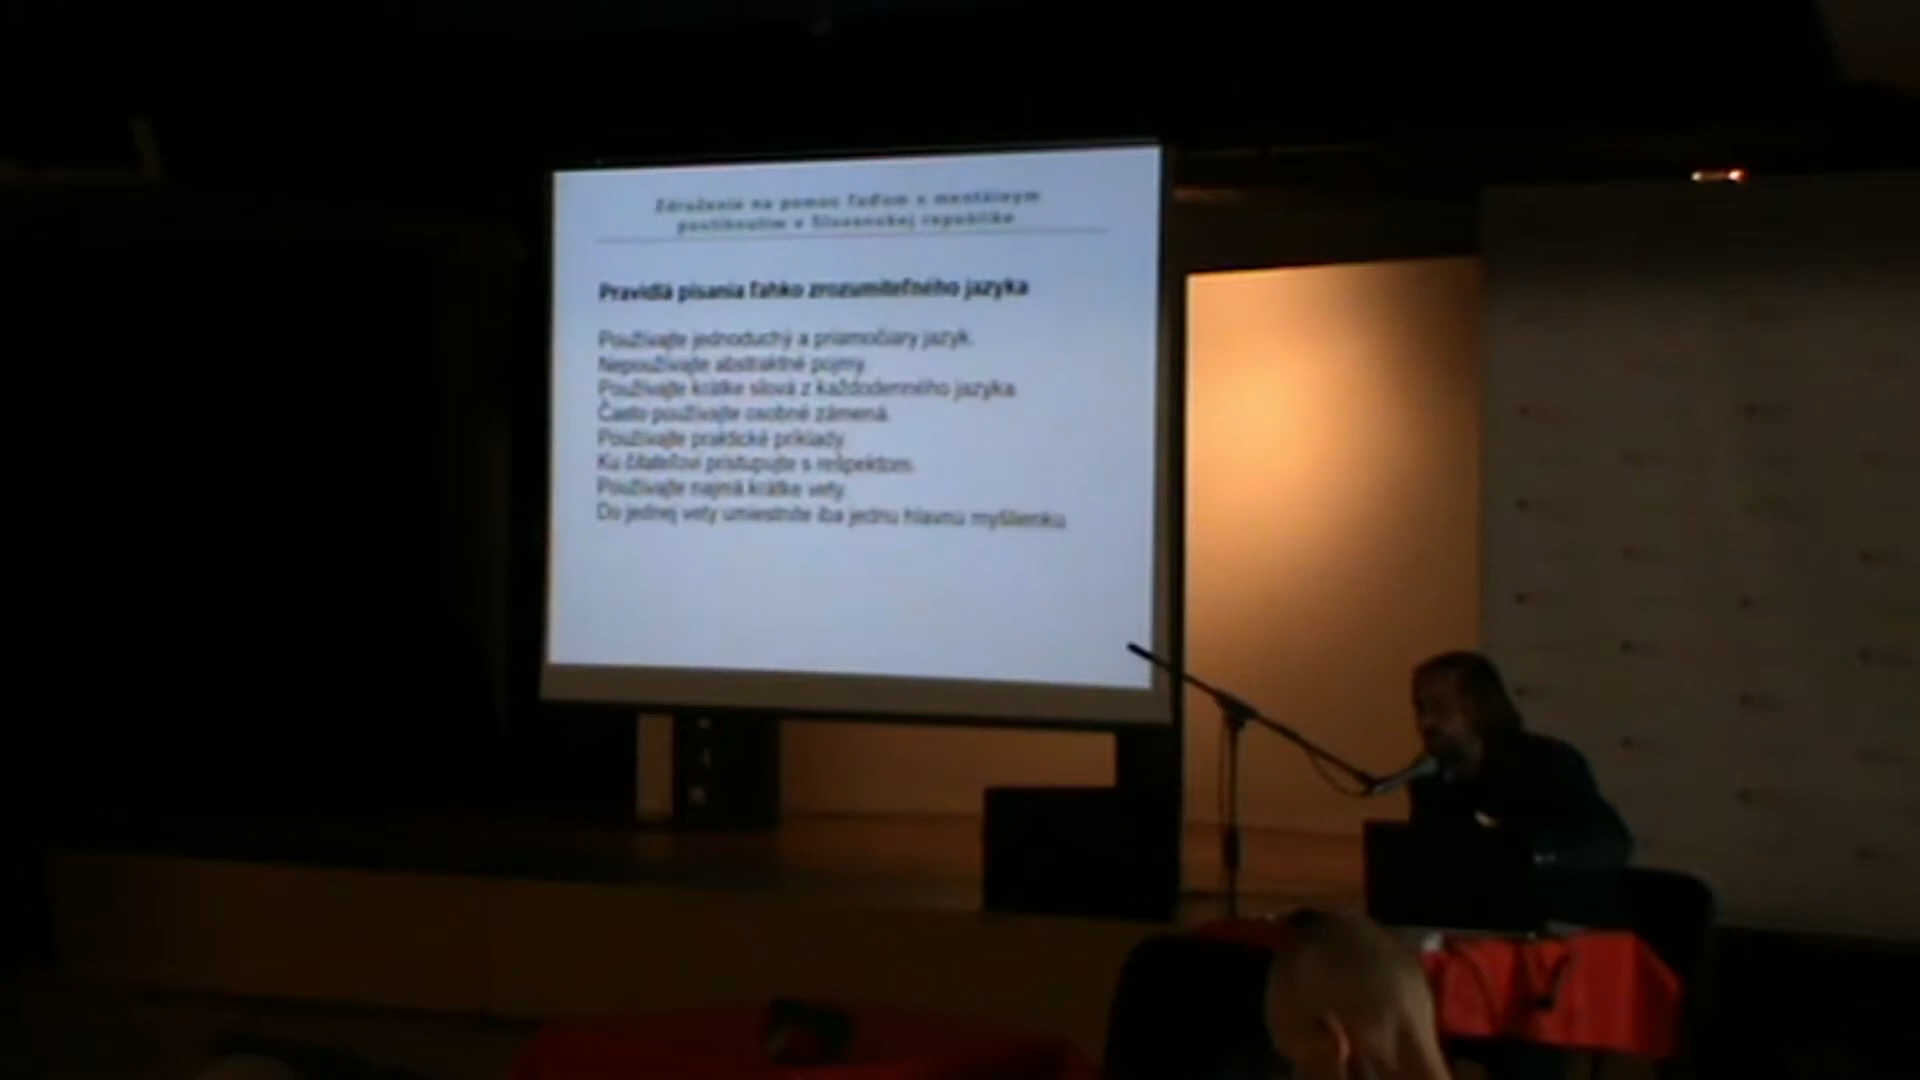 Združenie na pomoc ľuďom s mentálnym
postihnutím v Slovenskej republike
Pravidlá písania ľahko zrozumiteľného jazyka
Používajte jednoduchý a priamočiary jazyk.
Nepoužívajte abstraktné pojmy.
Používajte krátke slová z každodenného jazyka.
Často používajte osobné zámená.
Používajte praktické príklady.
Ku čitateľovi pristupujte s rešpektom.
Používajte najmä krátke vety.
Do jednej vety umiestnite iba jednu hlavnú myšlienku.